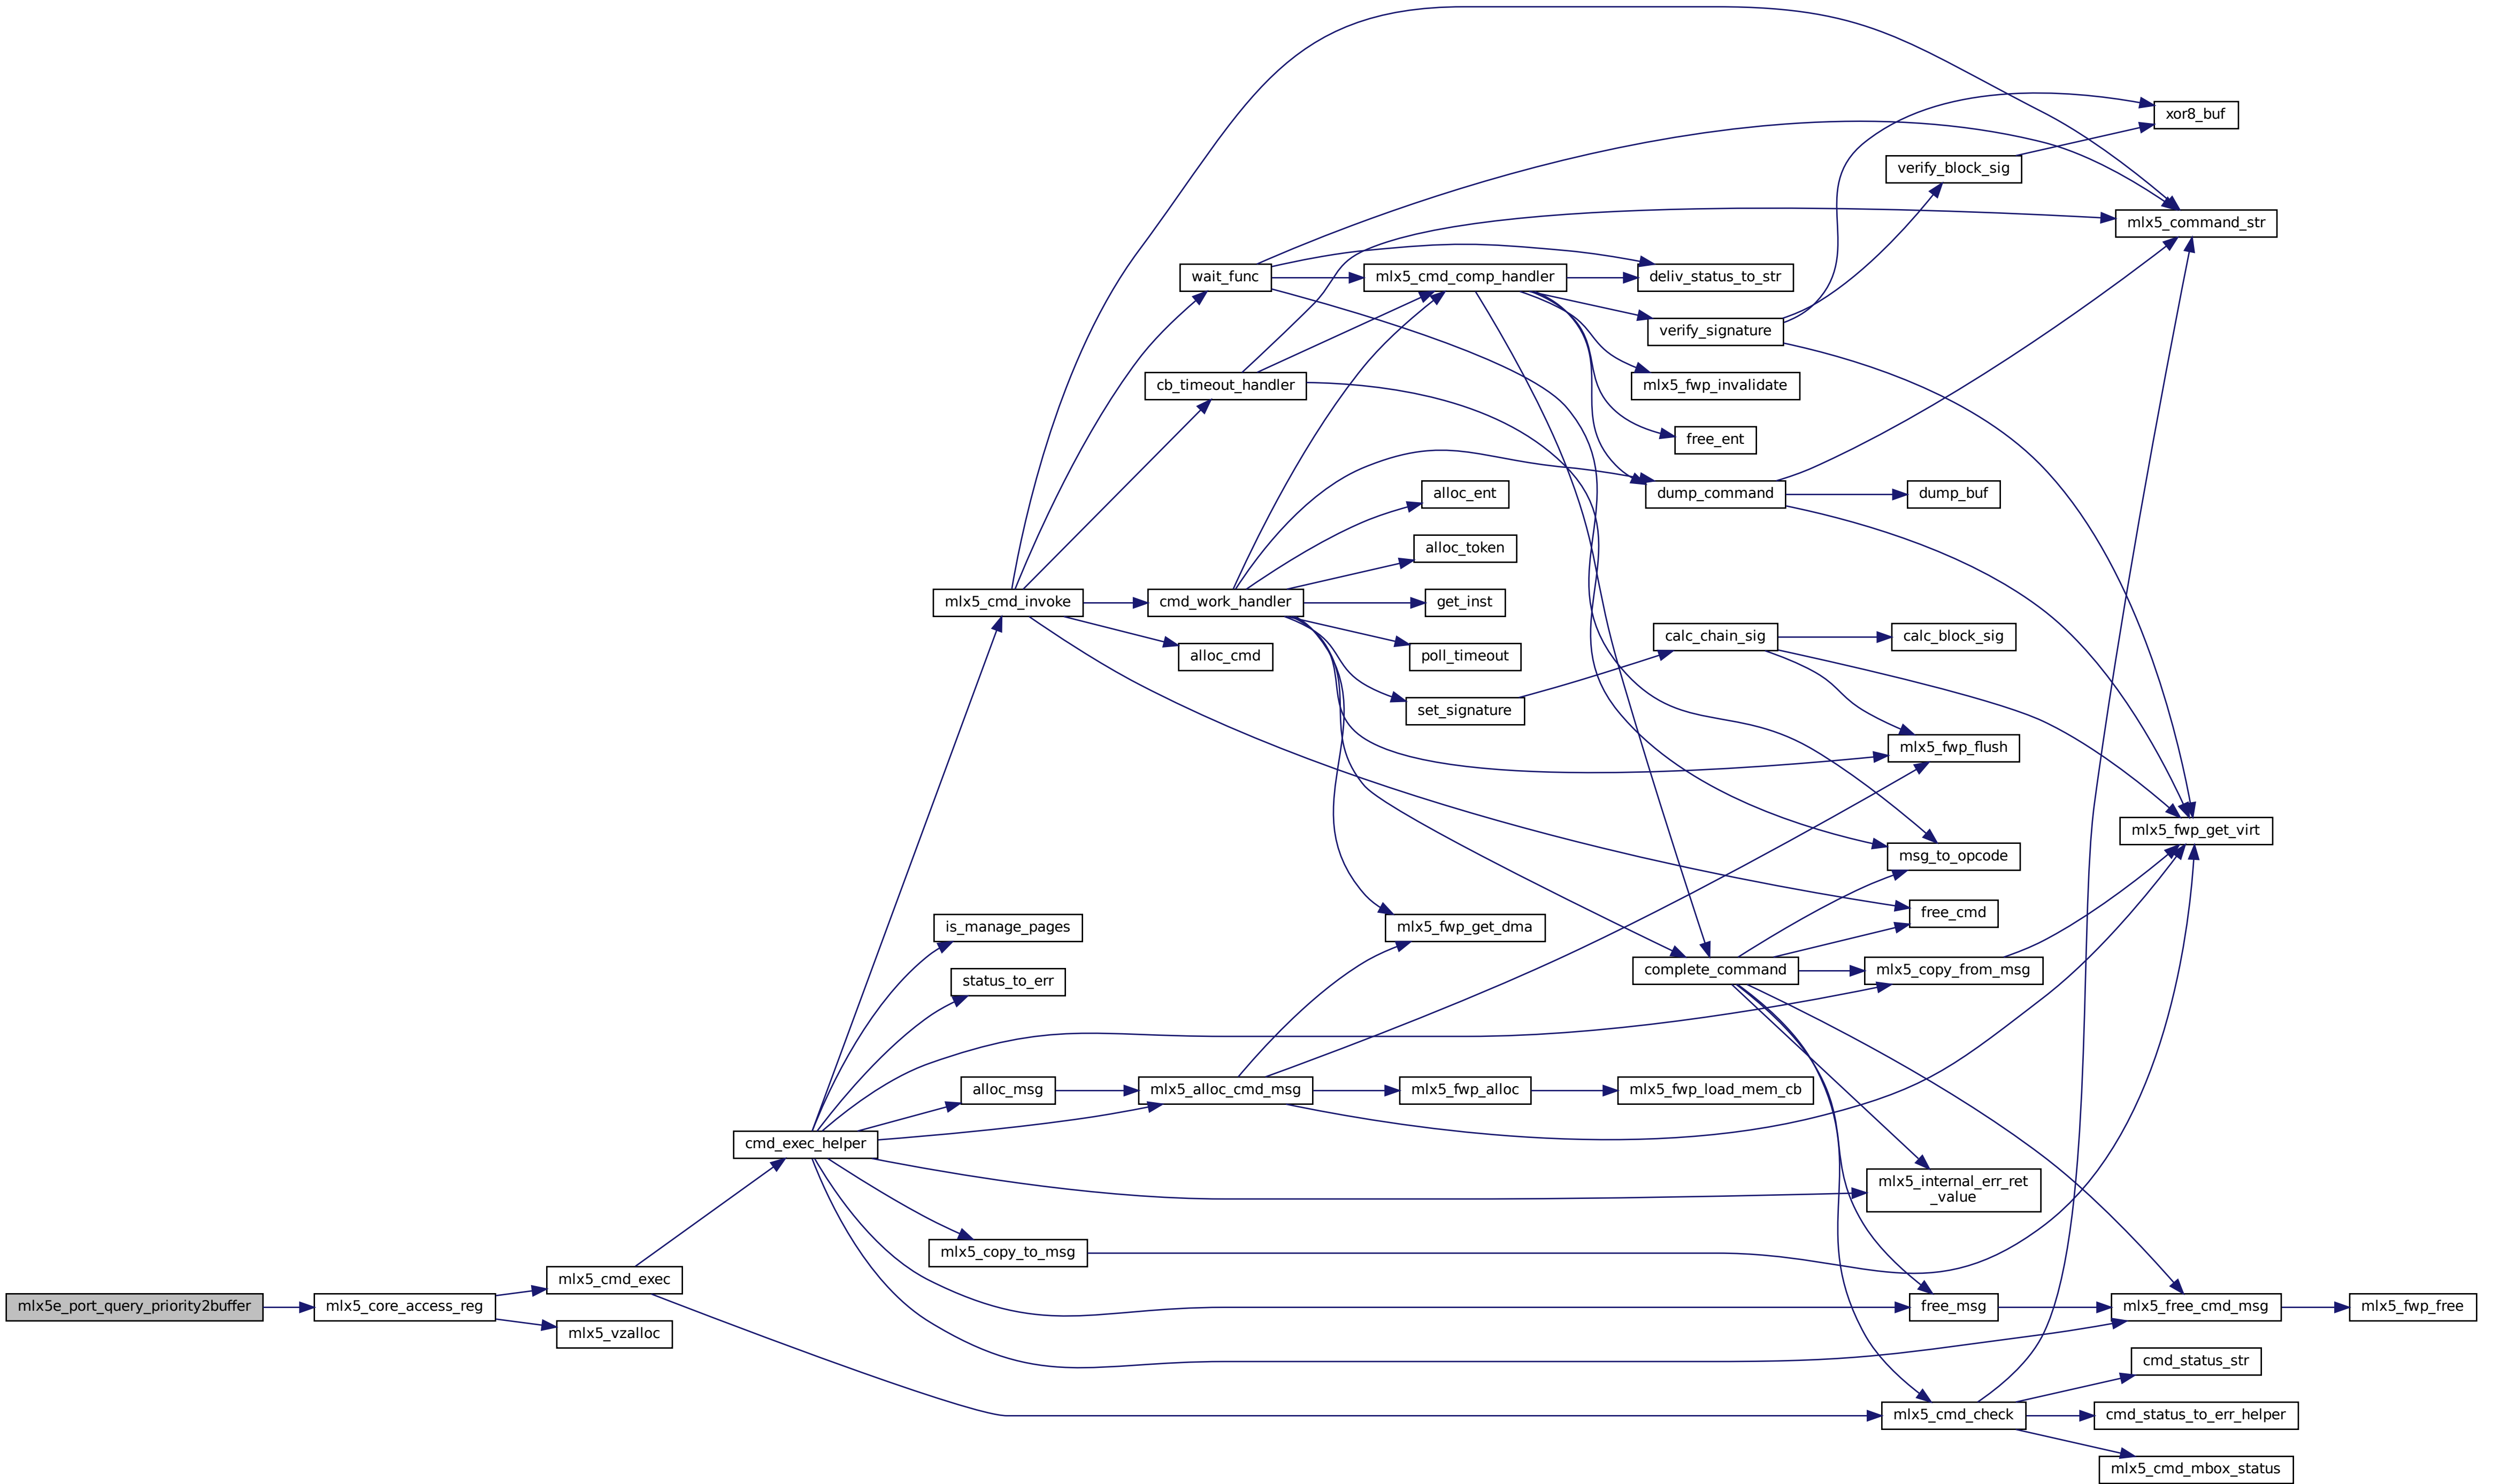 xor8_buf
verify_block_sig
mlx5_command_str
wait_func
mlx5_cmd_comp_handler
deliv_status_to_str
verify_signature
cb_timeout_handler
mlx5_fwp_invalidate
free_ent
alloc_ent
dump_command
dump_buf
alloc_token
mlx5_cmd_invoke
cmd_work_handler
get_inst
calc_chain_sig
calc_block_sig
alloc_cmd
poll_timeout
set_signature
mlx5_fwp_flush
mlx5_fwp_get_virt
msg_to_opcode
is_manage_pages
mlx5_fwp_get_dma
free_cmd
status_to_err
complete_command
mlx5_copy_from_msg
alloc_msg
mlx5_alloc_cmd_msg
mlx5_fwp_alloc
mlx5_fwp_load_mem_cb
cmd_exec_helper
mlx5_internal_err_ret
_value
mlx5_copy_to_msg
mlx5_cmd_exec
mlx5e_port_query_priority2buffer
mlx5_core_access_reg
free_msg
mlx5_free_cmd_msg
mlx5_fwp_free
mlx5_vzalloc
cmd_status_str
mlx5_cmd_check
cmd_status_to_err_helper
mlx5_cmd_mbox_status